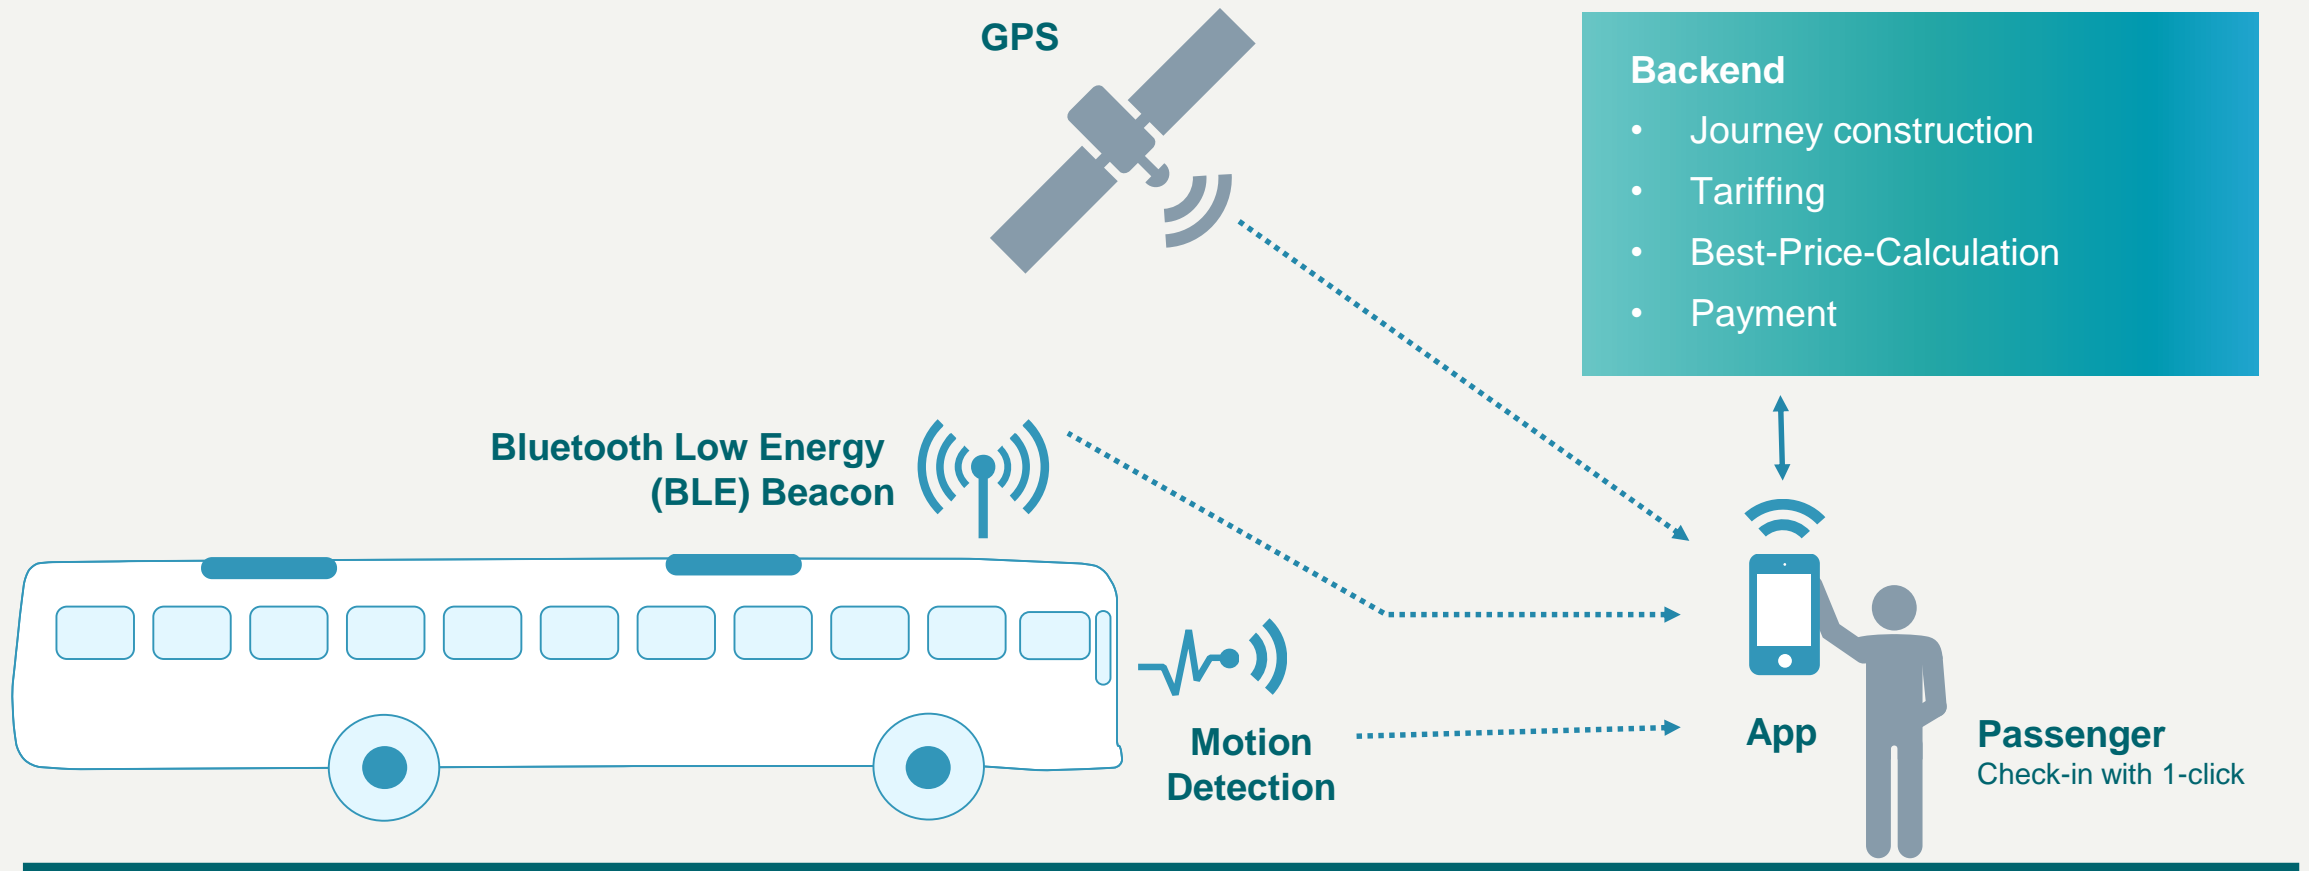 GPS
Backend
• Journey construction
• Tariffing
• Best-Price-Calculation
• Payment
Bluetooth Low Energy
(BLE) Beacon
Motion
Detection
App
Passenger
Check-in with 1-click